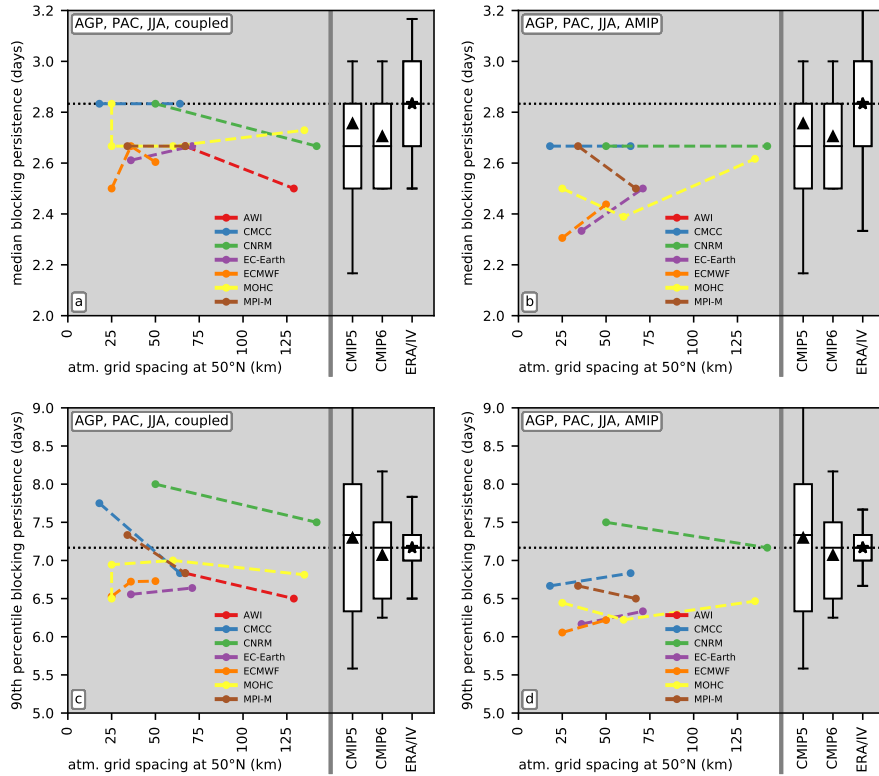 AGP, PAC, JJA, coupled
median blocking persistence (days)
3.2
3.0
2.8
2.6
2.4
2.2
2.0
AWI
CMCC
CNRM
EC-Earth
ECMWF
MOHC
MPI-M
a
0
25
50
75
100
125
CMIP5
CMIP6
ERA/IV
atm. grid spacing at 50°N (km)
AGP, PAC, JJA, AMIP
median blocking persistence (days)
3.2
3.0
2.8
2.6
2.4
2.2
2.0
AWI
CMCC
CNRM
EC-Earth
ECMWF
MOHC
MPI-M
b
0
25
50
75
100
125
CMIP5
CMIP6
ERA/IV
atm. grid spacing at 50°N (km)
AGP, PAC, JJA, coupled
90th percentile blocking persistence (days)
9.0
8.5
8.0
7.5
7.0
6.5
6.0
5.5
5.0
AWI
CMCC
CNRM
EC-Earth
ECMWF
MOHC
MPI-M
c
0
25
50
75
100
125
CMIP5
CMIP6
ERA/IV
atm. grid spacing at 50°N (km)
AGP, PAC, JJA, AMIP
90th percentile blocking persistence (days)
9.0
8.5
8.0
7.5
7.0
6.5
6.0
5.5
5.0
AWI
CMCC
CNRM
EC-Earth
ECMWF
MOHC
MPI-M
d
0
25
50
75
100
125
CMIP5
CMIP6
ERA/IV
atm. grid spacing at 50°N (km)